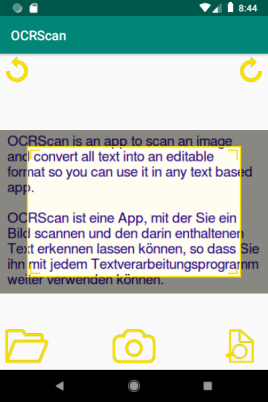 8:44
OCRScan
OCRScan is an app to scan an image
and convert all text into an editable
format so you can use it in any text based
app.
OCRScan ist eine App, mit der Sie ein
Bild scannen und den darin enthaltenen
Text erkennen lassen können, so dass Sie
ihn mit jedem Textverarbeitungsprogramm
weiter verwenden können.